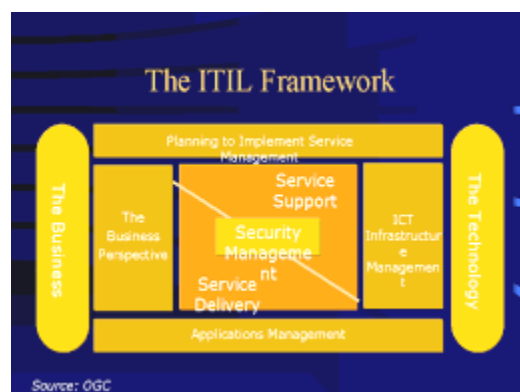 The ITIL Framework
Planning to Implement Service
Management
The Business
The
Business
Perspective
Service
Support
Security
Manageme
nt
Service
Delivery
ICT
Infrastructur
e
Managemen
t
The Technology
Applications Management
Source: OGC